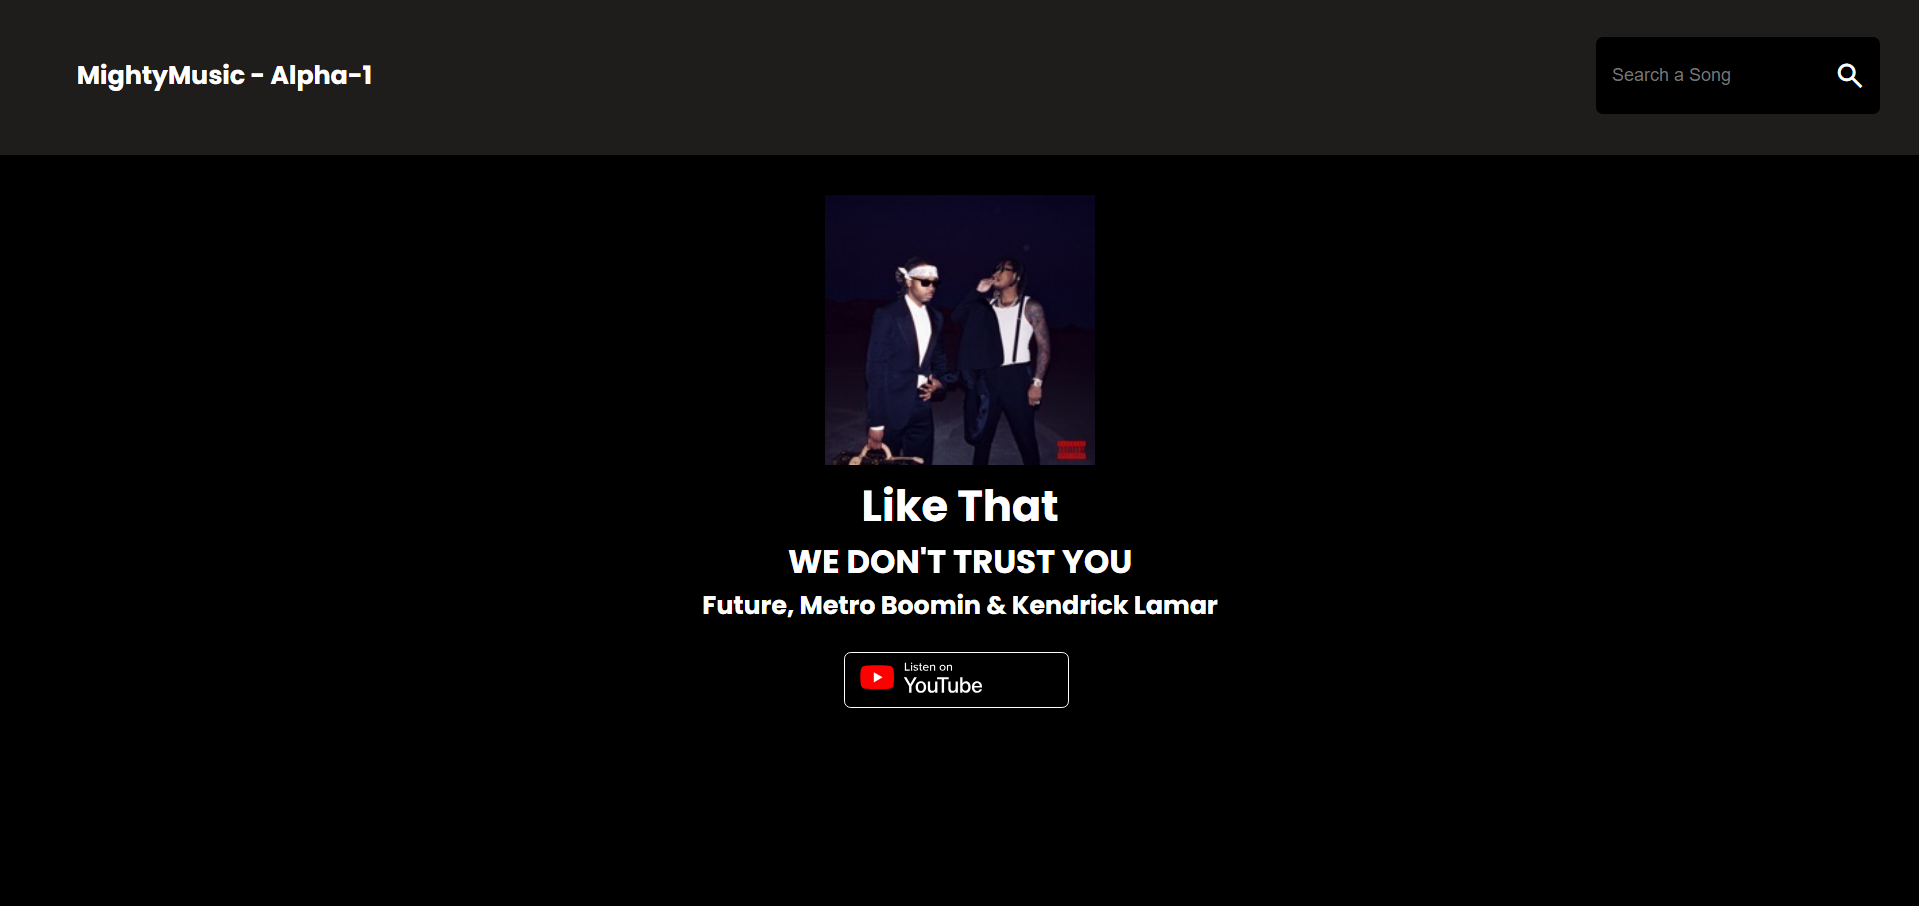 MightyMusic - Alpha-1
Search a Song
Like That
WE DON'T TRUST YOU
Future, Metro Boomin & Kendrick Lamar
Listen on
YouTube